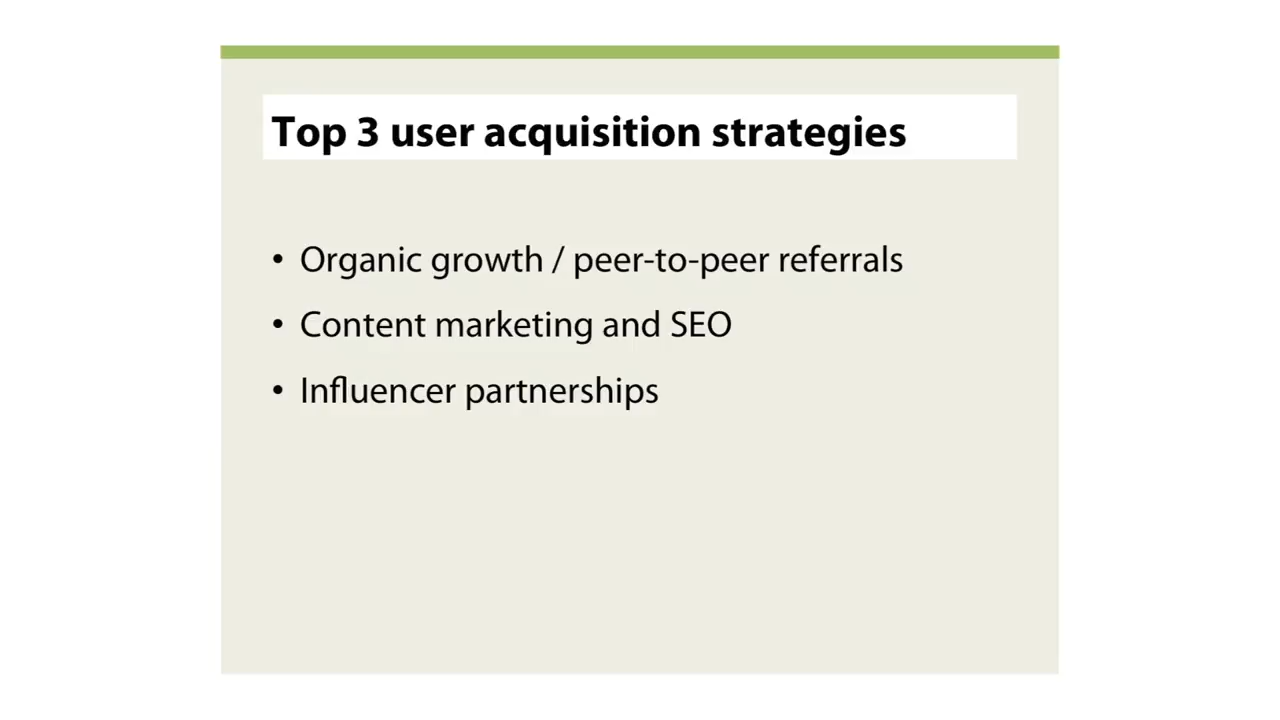 Top 3 user acquisition strategies
• Organic growth / peer-to-peer referrals
• Content marketing and SEO
• Influencer partnerships